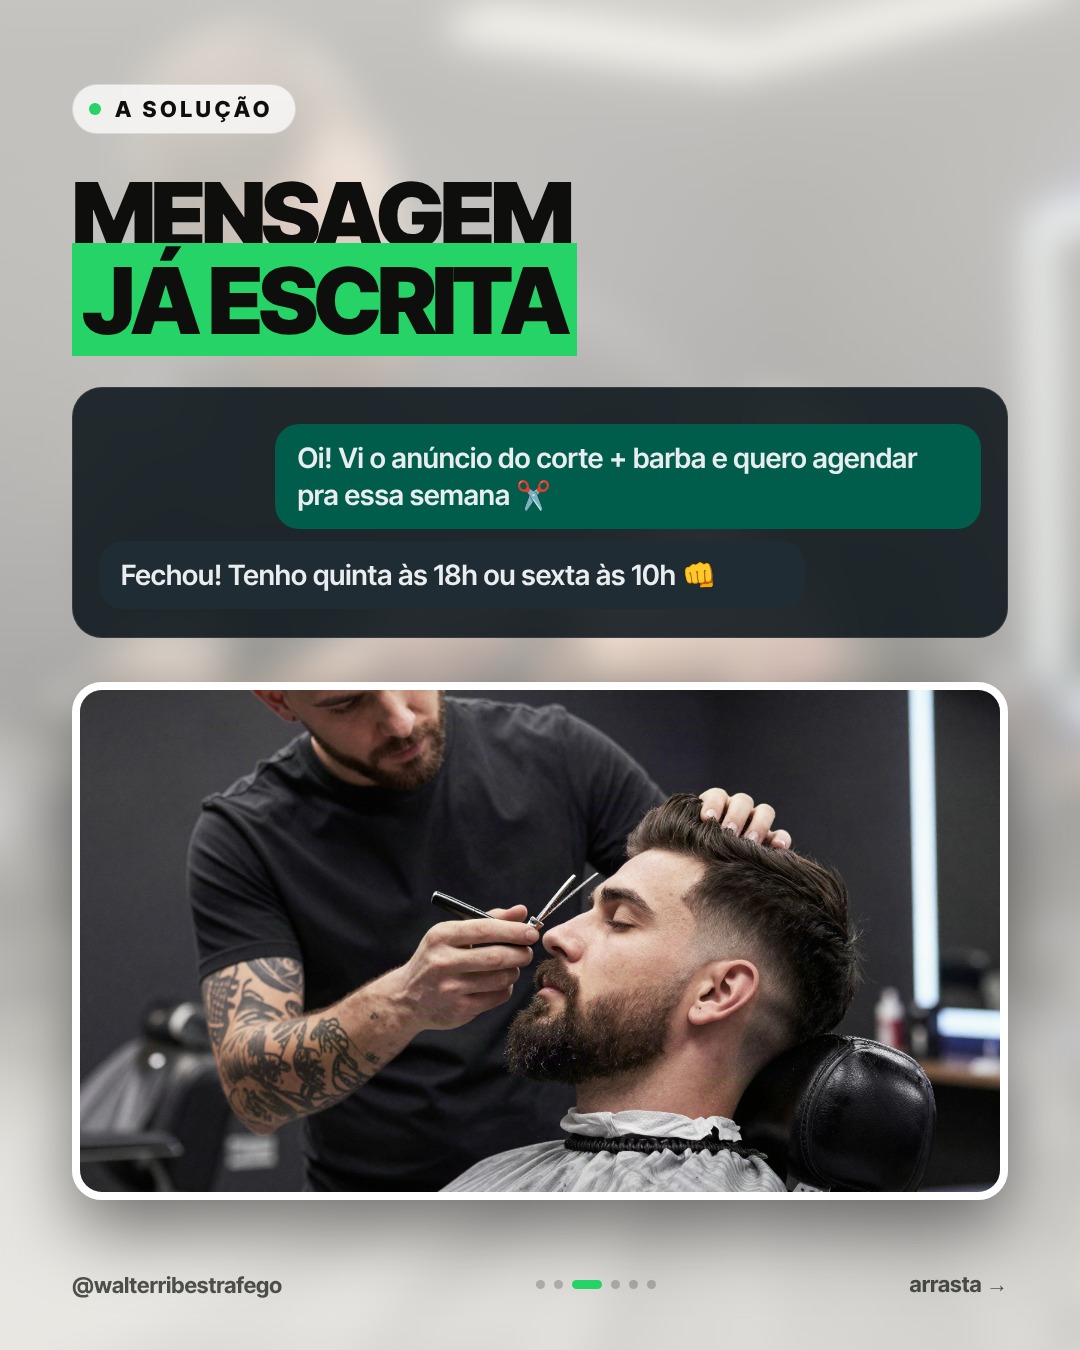 A SOLUÇÃO
MENSAGEM
JÁ ESCRITA
Oi! Vi o anúncio do corte + barba e quero agendar
pra essa semana ✂️
Fechou! Tenho quinta às 18h ou sexta às 10h 👊
@walterribestrafego
arrasta →